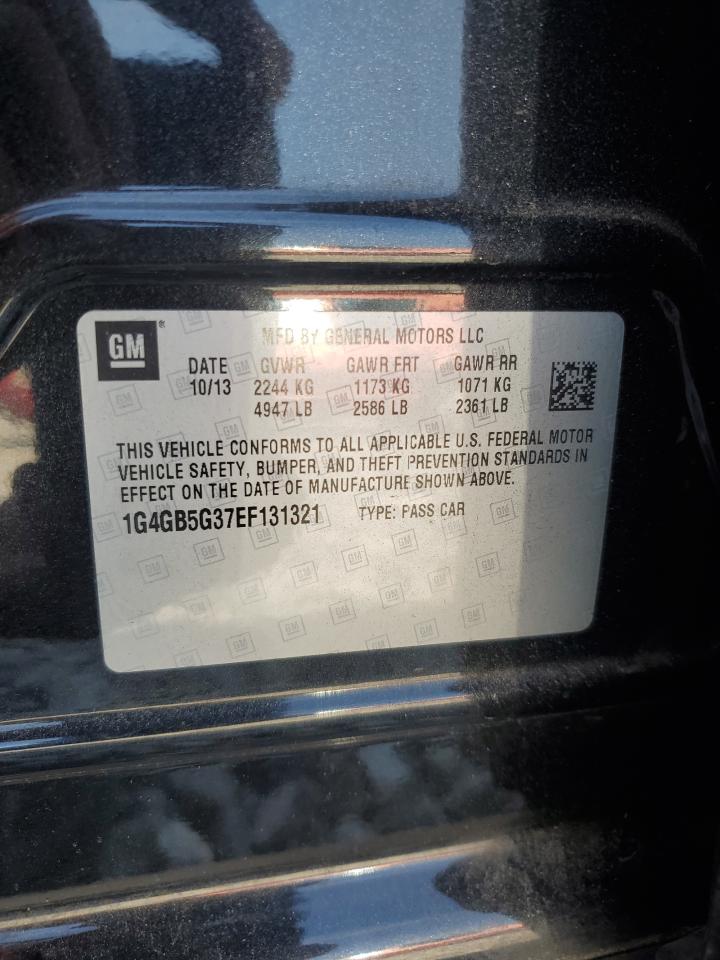 GM ®
MFD BY GENERAL MOTORS LLC
DATE GVWR GAWR FRT GAWR RR
10/13 2244 KG 1173 KG 1071 KG
4947 LB 2586 LB 2361 LB
THIS VEHICLE CONFORMS TO ALL APPLICABLE U.S. FEDERAL MOTOR
VEHICLE SAFETY, BUMPER, AND THEFT PREVENTION STANDARDS IN
EFFECT ON THE DATE OF MANUFACTURE SHOWN ABOVE.
1G4GB5G37EF131321 TYPE: PASS CAR